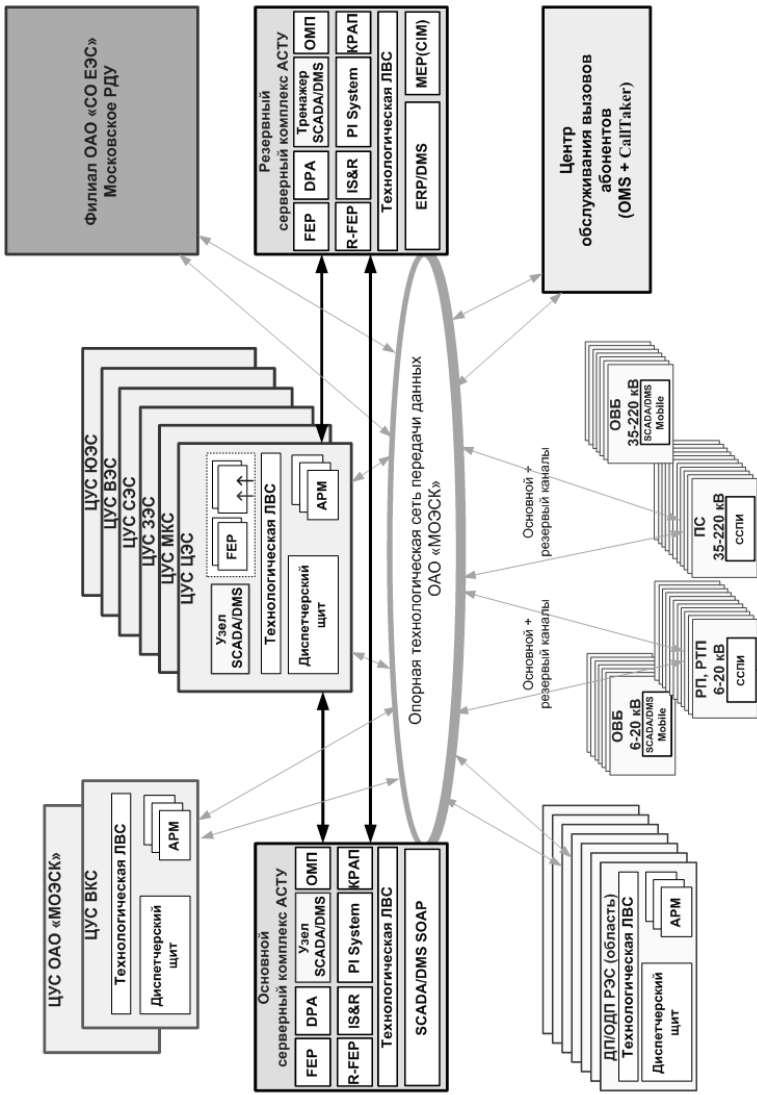 ЦУС ОАО «МОЭСК»
ЦУС ВКС
Технологическая ЛВС
Диспетчерский
щит
АРМ
ЦУС ЮЭС
ЦУС ВЭС
ЦУС СЭС
ЦУС ЗЭС
ЦУС МКС
ЦУС ЦЭС
Узел
SCADA/DMS
FEP
Технологическая ЛВС
Диспетчерский
щит
АРМ
Филиал ОАО «СО ЕЭС»
Московское РДУ
Основной
серверный комплекс АСТУ
FEP
DPA
Узел
SCADA/DMS
ОМП
R-FEP
IS&R
PI System
КРАП
Технологическая ЛВС
SCADA/DMS SOAP
Опорная технологическая сеть передачи данных
ОАО «МОЭСК»
Резервный
серверный комплекс АСТУ
FEP
DPA
Тренажер
SCADA/DMS
ОМП
R-FEP
IS&R
PI System
КРАП
Технологическая ЛВС
ERP/DMS
МЕР(CIM)
ДП/ОДП РЭС (область)
Технологическая ЛВС
Диспетчерский
щит
АРМ
Основной +
резервый каналы
Основной +
резервый каналы
ОВБ
6-20 кВ
SCADA/DMS
Mobile
РП, РТП
6-20 кВ
ССПИ
ПС
35-220 кВ
ССПИ
ОВБ
35-220 кВ
SCADA/DMS
Mobile
Центр
обслуживания вызовов
абонентов
(OMS + CallTaker)